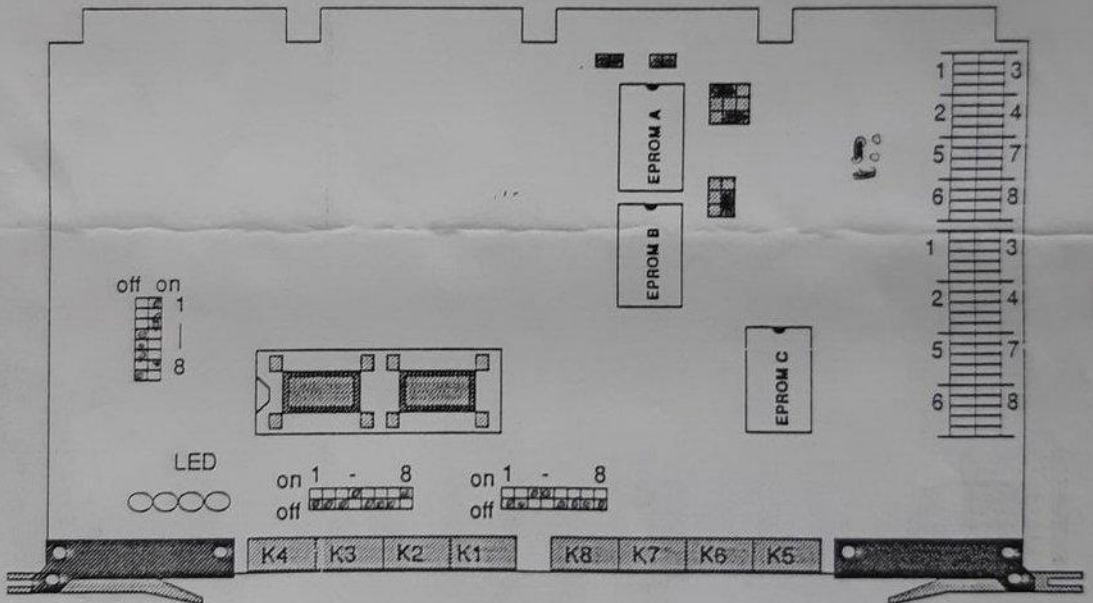 1 3
2 4
EPROM A
5 7
6 8
EPROM B
1 3
off on
1
2 4
EPROM C
5 7
8
6 8
LED
on 1 - 8
off
on 1 - 8
off
K4 K3 K2 K1 K8 K7 K6 K5